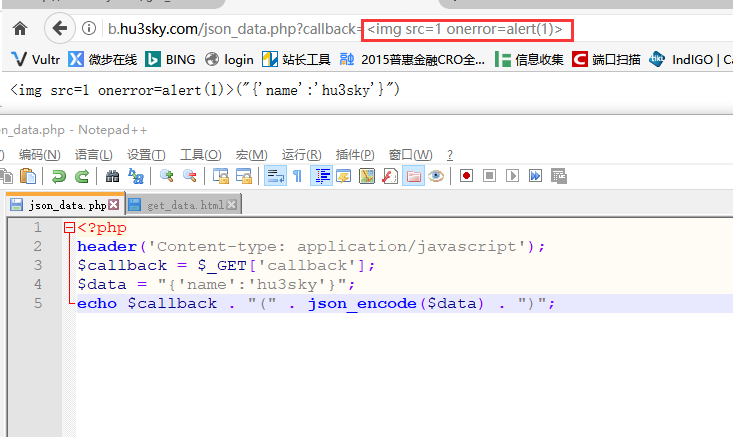 b.hu3sky.com/json_data.php?callback=<img src=1 onerror=alert(1)>
Vultr 微步在线 BING login 站长工具 2015普惠金融CRO全... 信息收集 端口扫描 IndIGO | Ca
<img src=1 onerror=alert(1)>("{'name':'hu3sky'}")
on_data.php - Notepad++
) 编码(N) 语言(L) 设置(T) 工具(O) 宏(M) 运行(R) 插件(P) 窗口(W) ?
json_data.php get_data.html
1 <?php
2 header('Content-type: application/javascript');
3 $callback = $_GET['callback'];
4 $data = "{'name':'hu3sky'}";
5 echo $callback . "(" . json_encode($data) . ")";